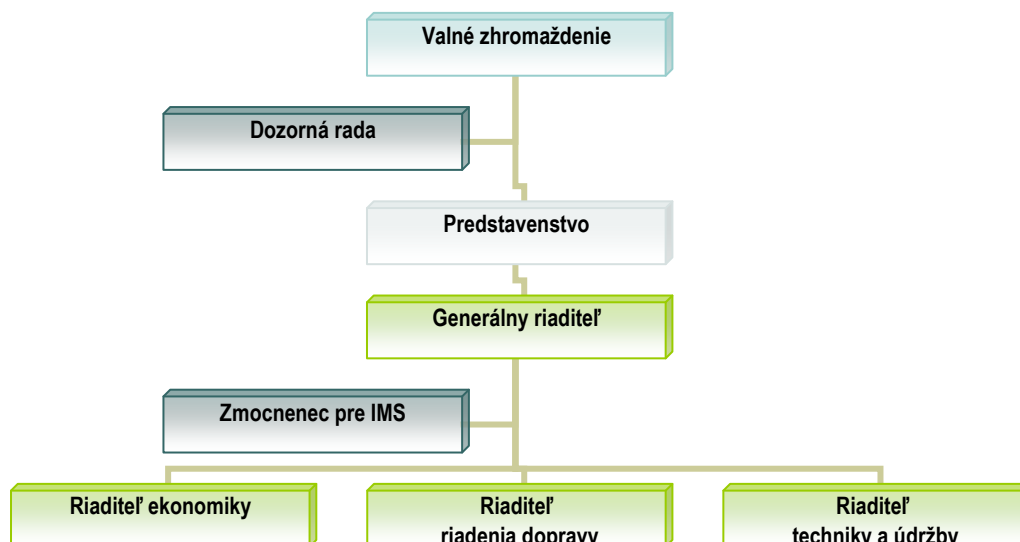 Valné zhromaždenie
Dozorná rada
Predstavenstvo
Generálny riaditeľ
Zmocnenec pre IMS
Riaditeľ ekonomiky
Riaditeľ
riadenia dopravy
Riaditeľ
techniky a údržby